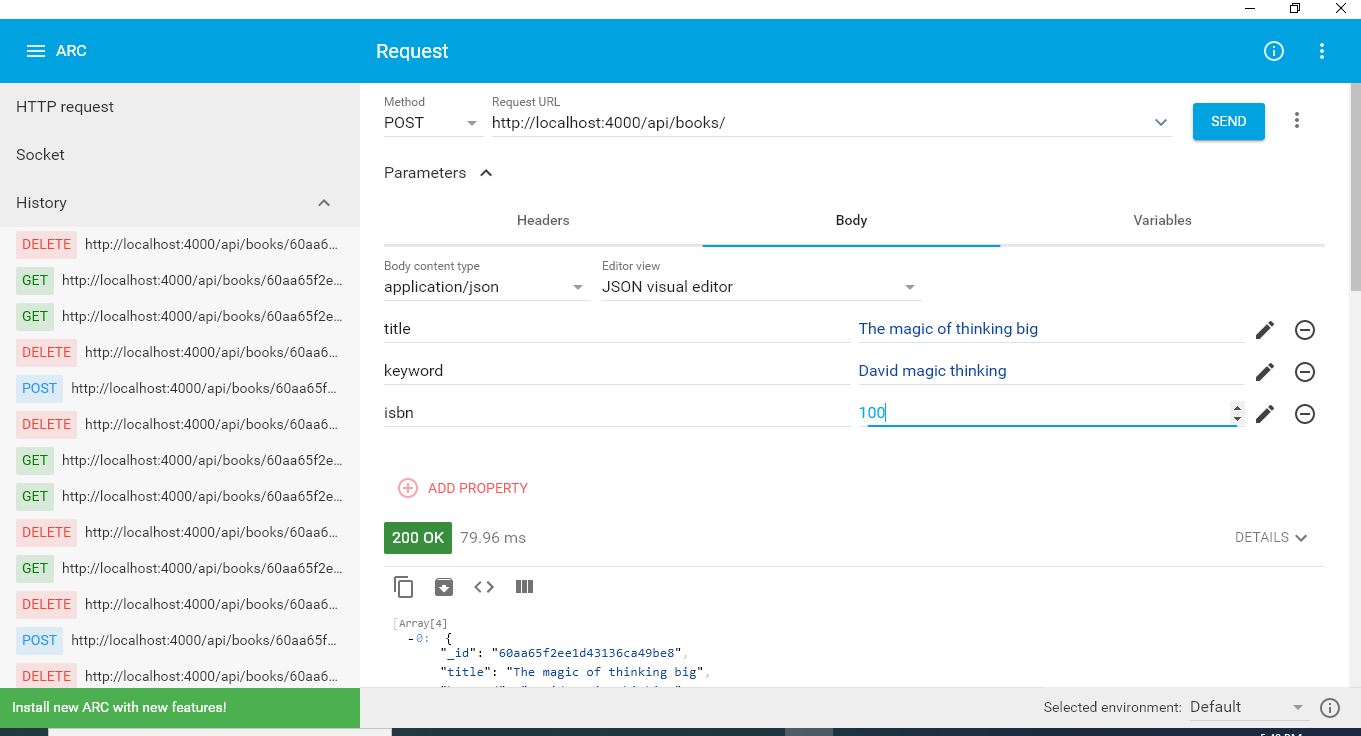 ARC
Request
HTTP request
Socket
History
DELETE http://localhost:4000/api/books/60aa6...
GET http://localhost:4000/api/books/60aa65f2e...
GET http://localhost:4000/api/books/60aa65f2e...
DELETE http://localhost:4000/api/books/60aa6...
POST http://localhost:4000/api/books/60aa65f...
DELETE http://localhost:4000/api/books/60aa6...
GET http://localhost:4000/api/books/60aa65f2e...
GET http://localhost:4000/api/books/60aa65f2e...
DELETE http://localhost:4000/api/books/60aa6...
GET http://localhost:4000/api/books/60aa65f2e...
DELETE http://localhost:4000/api/books/60aa6...
POST http://localhost:4000/api/books/60aa65f...
DELETE http://localhost:4000/api/books/60aa6...
Install new ARC with new features!
Method
POST
Request URL
http://localhost:4000/api/books/
SEND
Parameters
Headers Body Variables
Body content type
application/json
Editor view
JSON visual editor
title The magic of thinking big
keyword David magic thinking
isbn 100
ADD PROPERTY
200 OK 79.96 ms DETAILS
[Array[4]
-0: {
"_id": "60aa65f2ee1d43136ca49be8",
"title": "The magic of thinking big",
Selected environment: Default